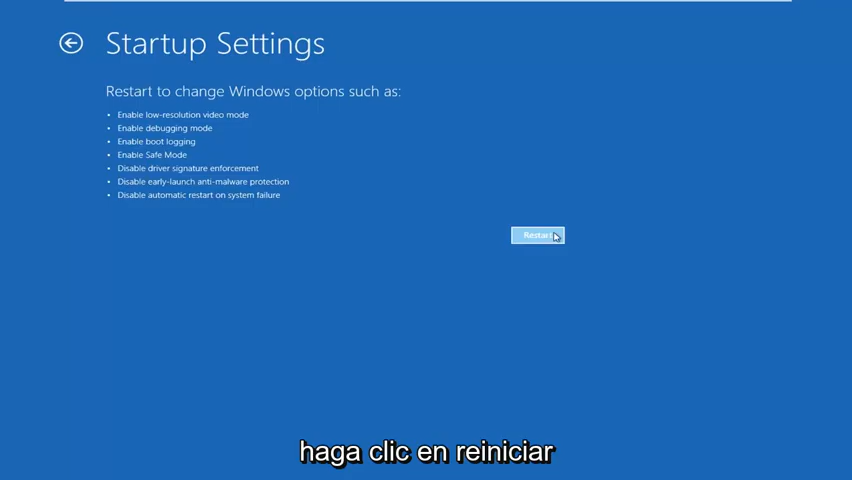 Startup Settings
Restart to change Windows options such as:
• Enable low-resolution video mode
• Enable debugging mode
• Enable boot logging
• Enable Safe Mode
• Disable driver signature enforcement
• Disable early-launch anti-malware protection
• Disable automatic restart on system failure
Restart
haga clic en reiniciar